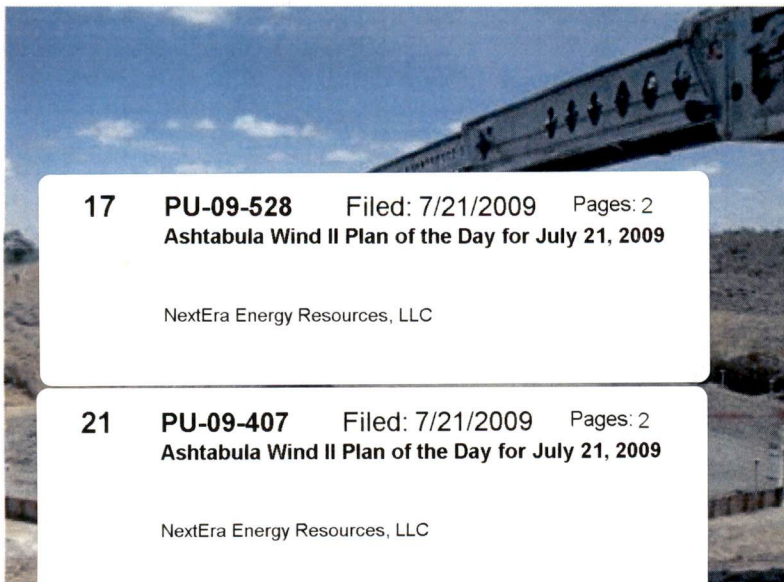 17 PU-09-528 Filed: 7/21/2009 Pages: 2
Ashtabula Wind II Plan of the Day for July 21, 2009
NextEra Energy Resources, LLC
21 PU-09-407 Filed: 7/21/2009 Pages: 2
Ashtabula Wind II Plan of the Day for July 21, 2009
NextEra Energy Resources, LLC